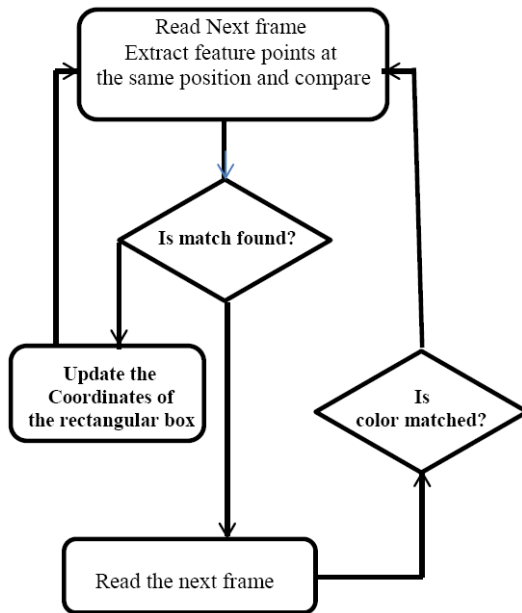 Read Next frame
Extract feature points at
the same position and compare
Is match found?
Update the
Coordinates of
the rectangular box
Is
color matched?
Read the next frame